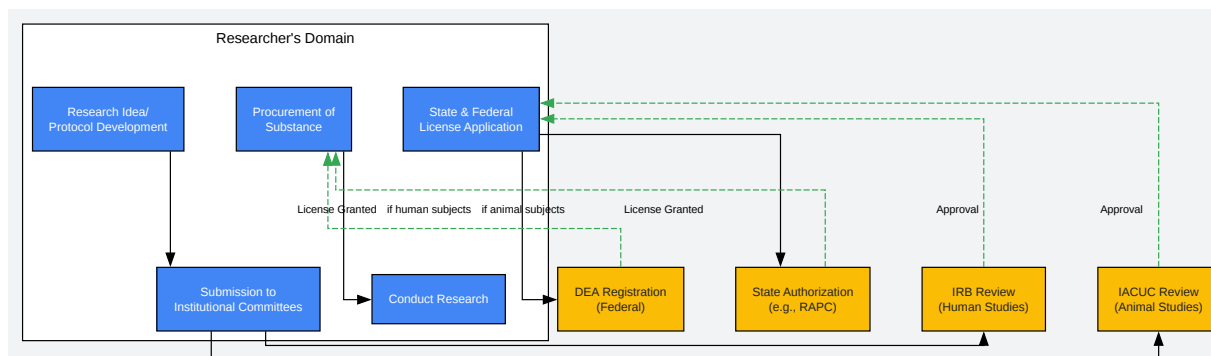 Researcher's Domain
Research Idea/
Protocol Development
Procurement of
Substance
State & Federal
License Application
License Granted
if human subjects
if animal subjects
License Granted
Approval
Approval
Submission to
Institutional Committees
Conduct Research
DEA Registration
(Federal)
State Authorization
(e.g., RAPC)
IRB Review
(Human Studies)
IACUC Review
(Animal Studies)